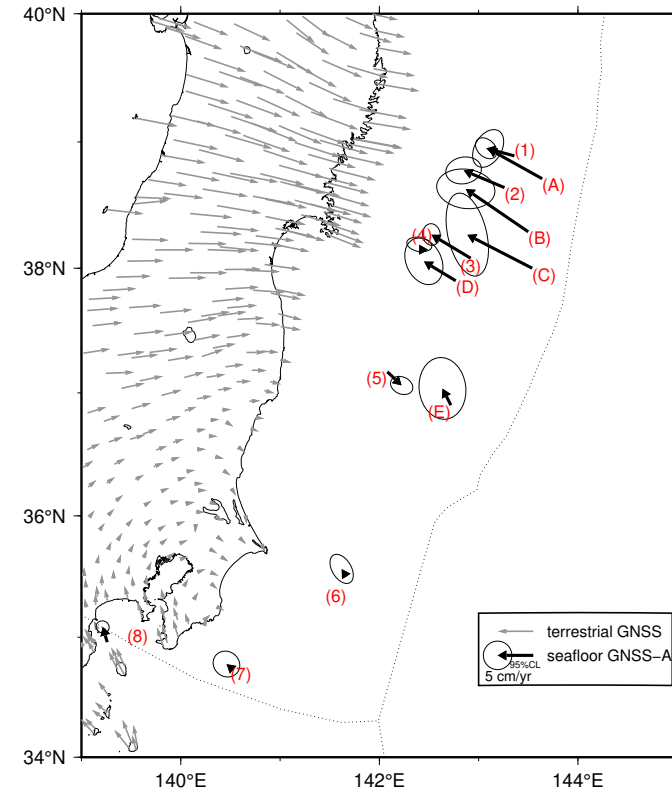 40°N
(1)
(A)
(2)
(B)
(4)
(3)
(C)
38°N
(D)
(5)
(E)
36°N
(6)
(8)
(7)
terrestrial GNSS
seafloor GNSS-A
95%CL
5 cm/yr
34°N
140°E 142°E 144°E